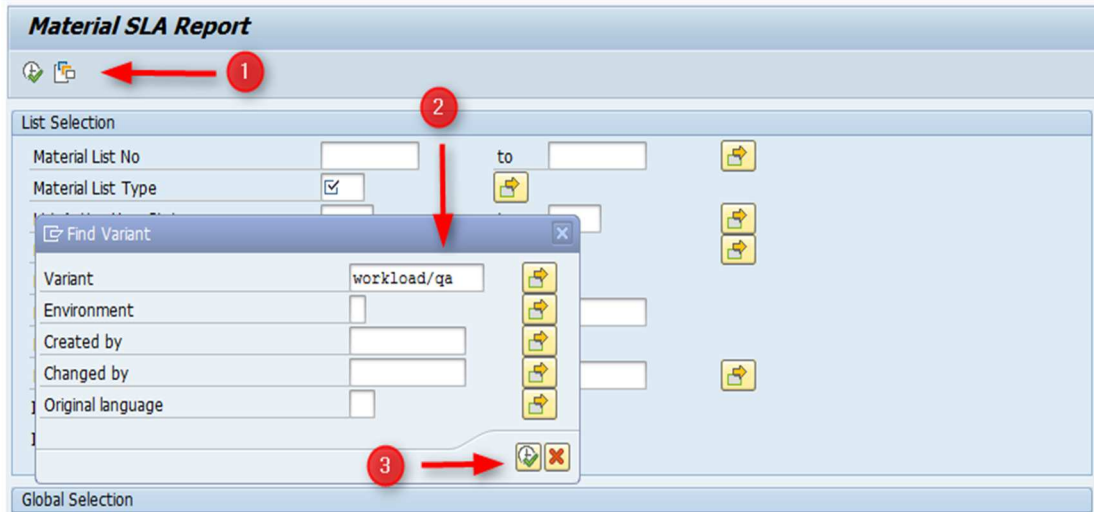 Material SLA Report
1
2
List Selection
Material List No to
Material List Type
Find Variant
Variant workload/qa
Environment
Created by
Changed by
Original language
3
Global Selection